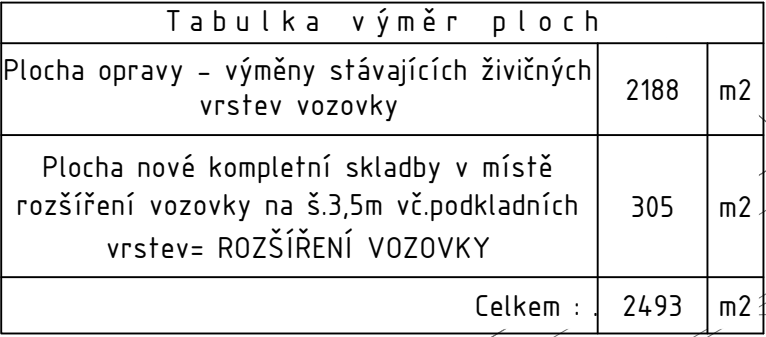 Tabulka výměr ploch
Plocha opravy - výměny stávajících živičných
vrstev vozovky
2188 m2
Plocha nové kompletní skladby v místě
rozšíření vozovky na š.3,5m vč.podkladních
vrstev= ROZŠÍŘENÍ VOZOVKY
305 m2
Celkem : . 2493 m2